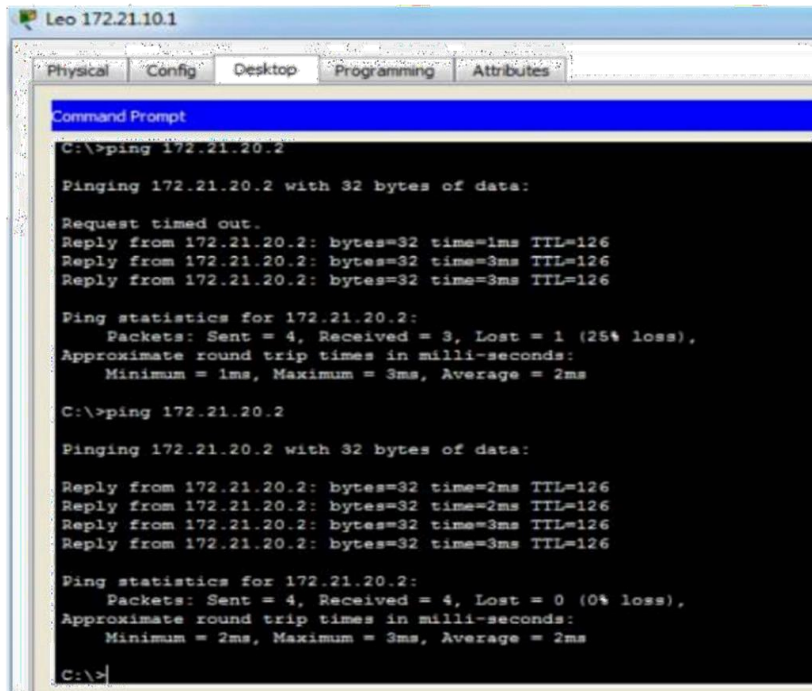 Leo 172.21.10.1
Physical Config Desktop Programming Attributes
Command Prompt
C:\>ping 172.21.20.2
Pinging 172.21.20.2 with 32 bytes of data:
Request timed out.
Reply from 172.21.20.2: bytes=32 time=1ms TTL=126
Reply from 172.21.20.2: bytes=32 time=3ms TTL=126
Reply from 172.21.20.2: bytes=32 time=3ms TTL=126
Ping statistics for 172.21.20.2:
Packets: Sent = 4, Received = 3, Lost = 1 (25% loss),
Approximate round trip times in milli-seconds:
Minimum = 1ms, Maximum = 3ms, Average = 2ms
C:\>ping 172.21.20.2
Pinging 172.21.20.2 with 32 bytes of data:
Reply from 172.21.20.2: bytes=32 time=2ms TTL=126
Reply from 172.21.20.2: bytes=32 time=2ms TTL=126
Reply from 172.21.20.2: bytes=32 time=3ms TTL=126
Reply from 172.21.20.2: bytes=32 time=3ms TTL=126
Ping statistics for 172.21.20.2:
Packets: Sent = 4, Received = 4, Lost = 0 (0% loss),
Approximate round trip times in milli-seconds:
Minimum = 2ms, Maximum = 3ms, Average = 2ms
C:\>